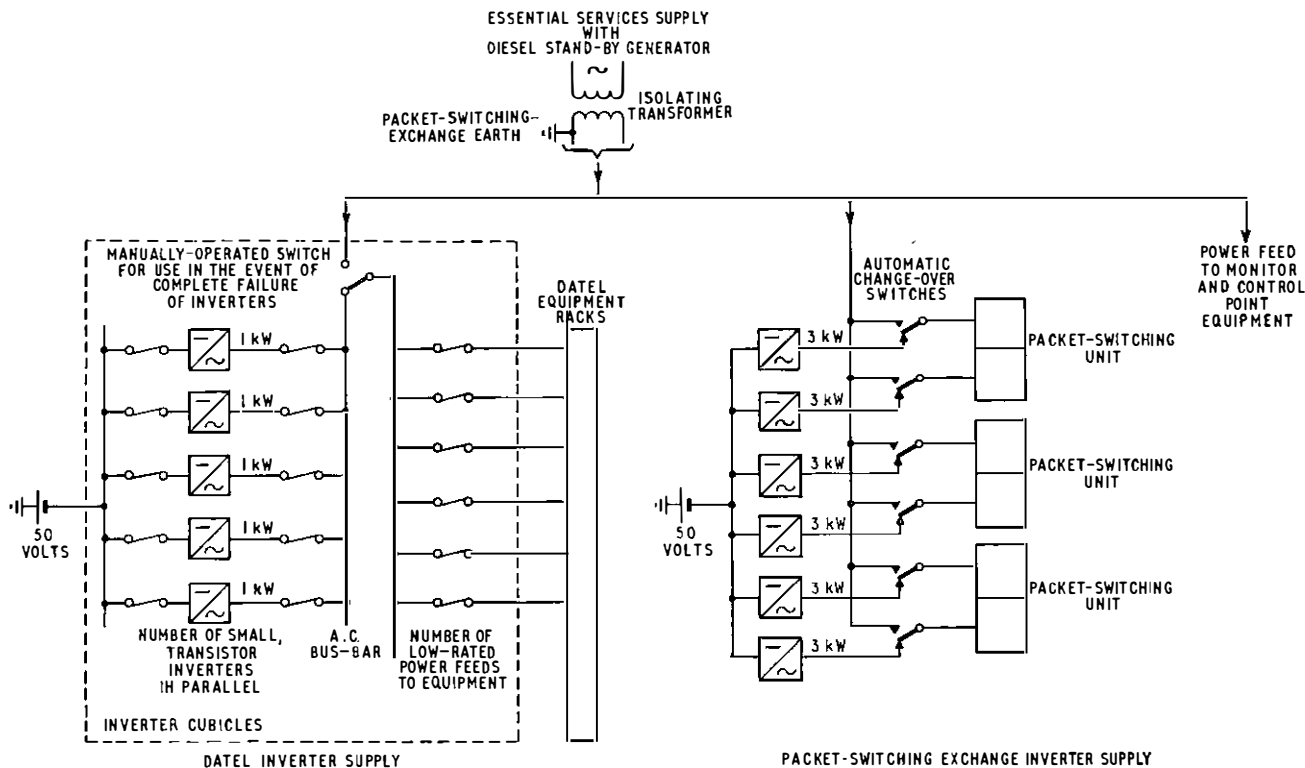 ESSENTIAL SERVICES SUPPLY
WITH
DIESEL STAND-BY GENERATOR
ISOLATING
TRANSFORMER
PACKET-SWITCHING-
EXCHANGE EARTH
MANUALLY-OPERATED SWITCH
FOR USE IN THE EVENT OF
COMPLETE FAILURE
OF INVERTERS
DATEL
EQUIPMENT
RACKS
1 kW
1 kW
1 kW
1 kW
1 kW
50
VOLTS
NUMBER OF SMALL,
TRANSISTOR
INVERTERS
IN PARALLEL
A.C.
BUS-BAR
NUMBER OF
LOW-RATED
POWER FEEDS
TO EQUIPMENT
INVERTER CUBICLES
DATEL INVERTER SUPPLY
AUTOMATIC
CHANGE-OVER
SWITCHES
POWER FEED
TO MONITOR
AND CONTROL
POINT
EQUIPMENT
3 kW
3 kW
3 kW
3 kW
3 kW
3 kW
50
VOLTS
PACKET-SWITCHING
UNIT
PACKET-SWITCHING
UNIT
PACKET-SWITCHING
UNIT
PACKET-SWITCHING EXCHANGE INVERTER SUPPLY